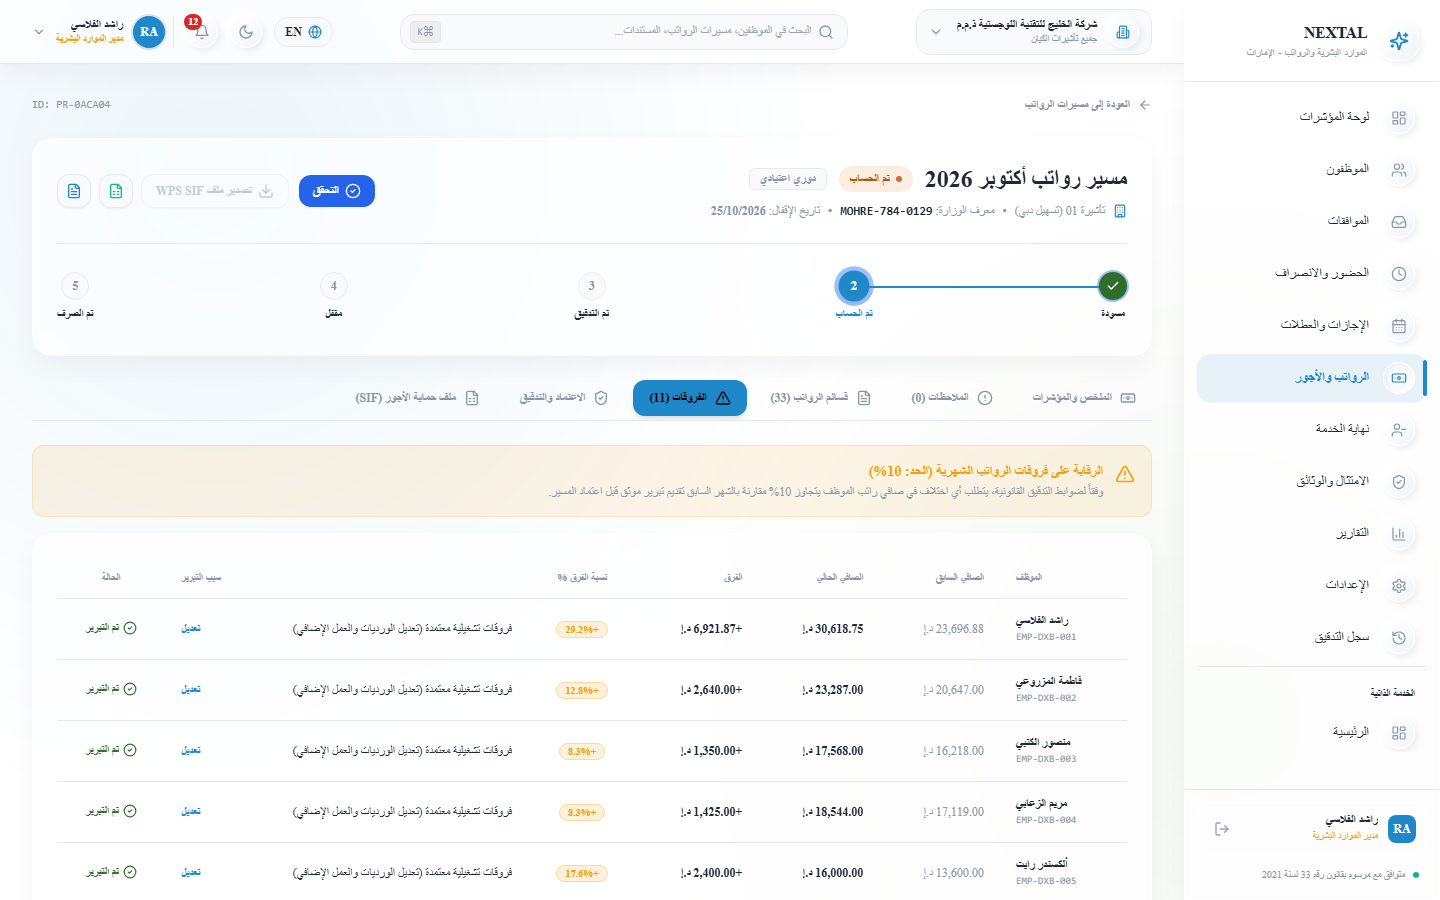 NEXTAL
الموارد البشرية والرواتب - الإمارات
لوحة المؤشرات
الموظفون
الموافقات
الحضور والانصراف
الإجازات والعطلات
الرواتب والأجور
نهاية الخدمة
الامتثال والوثائق
التقارير
الإعدادات
سجل التدقيق
الخدمة الذاتية
الرئيسية
RA
راشد الفلاسي
مدير الموارد البشرية
متوافق مع مرسوم بقانون رقم 33 لسنة 2021
شركة الخليج للتقنية اللوجستية ذ.م.م
جميع تأشيرات الكيان
البحث في الموظفين، مسيرات الرواتب، المستندات...
⌘K
EN
12
RA
راشد الفلاسي
مدير الموارد البشرية
العودة إلى مسيرات الرواتب
ID: PR-0ACA04
مسير رواتب أكتوبر 2026
تم الحساب
دوري اعتيادي
تأشيرة 01 (تسهيل دبي) • معرف الوزارة: MOHRE-784-0129 • تاريخ الإقفال: 25/10/2026
التحقق
تصدير ملف WPS SIF
مسودة
2 تم الحساب
3 تم التدقيق
4 مقفل
5 تم الصرف
الملخص والمؤشرات
الملاحظات (0)
قسائم الرواتب (33)
الفروقات (11)
الاعتماد والتدقيق
ملف حماية الأجور (SIF)
الرقابة على فروقات الرواتب الشهرية (الحد: 10%)
وفقاً لضوابط التدقيق القانونية، يتطلب أي اختلاف في صافي راتب الموظف يتجاوز 10% مقارنة بالشهر السابق تقديم تبرير موثق قبل اعتماد المسير.
الموظف الصافي السابق الصافي الحالي الفرق نسبة الفرق % سبب التبرير الحالة
راشد الفلاسي
EMP-DXB-001
23,696.88 د.إ 30,618.75 د.إ +6,921.87 د.إ +29.2% فروقات تشغيلية معتمدة (تعديل الورديات والعمل الإضافي) تعديل تم التبرير
فاطمة المزروعي
EMP-DXB-002
20,647.00 د.إ 23,287.00 د.إ +2,640.00 د.إ +12.8% فروقات تشغيلية معتمدة (تعديل الورديات والعمل الإضافي) تعديل تم التبرير
منصور الكتبي
EMP-DXB-003
16,218.00 د.إ 17,568.00 د.إ +1,350.00 د.إ +8.3% فروقات تشغيلية معتمدة (تعديل الورديات والعمل الإضافي) تعديل تم التبرير
مريم الزعابي
EMP-DXB-004
17,119.00 د.إ 18,544.00 د.إ +1,425.00 د.إ +8.3% فروقات تشغيلية معتمدة (تعديل الورديات والعمل الإضافي) تعديل تم التبرير
ألكسندر رايت
EMP-DXB-005
13,600.00 د.إ 16,000.00 د.إ +2,400.00 د.إ +17.6% فروقات تشغيلية معتمدة (تعديل الورديات والعمل الإضافي) تعديل تم التبرير